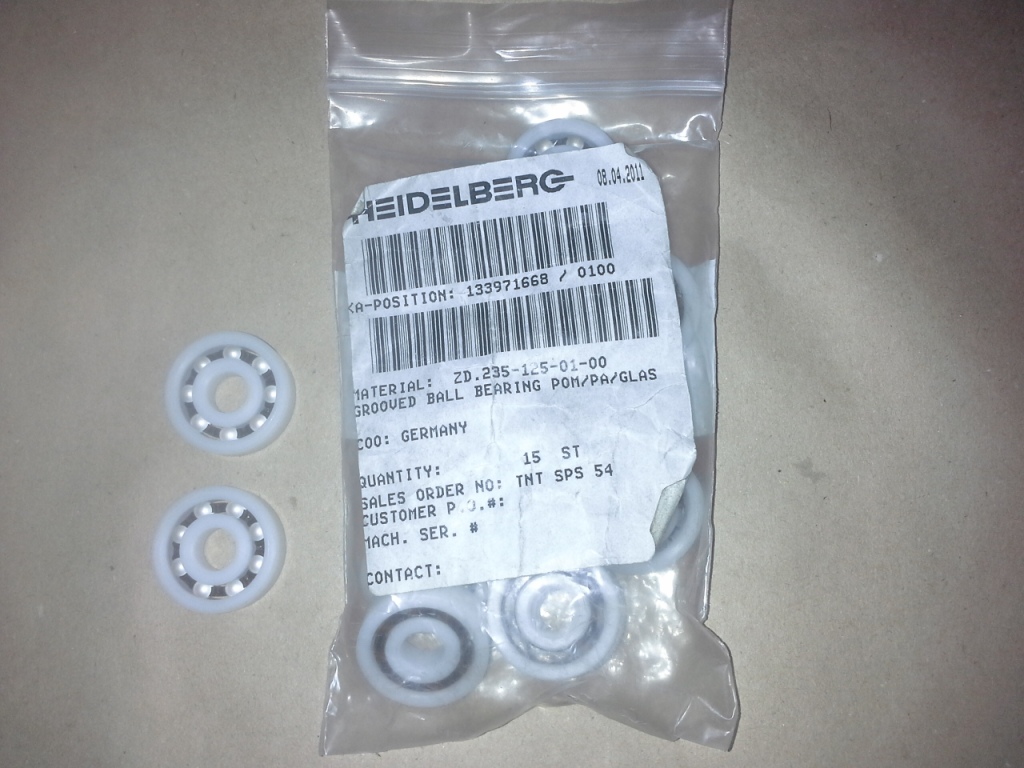 HEIDELBERG
08.04.2011
KA-POSITION: 133971668 / 0100
MATERIAL: ZD.235-125-01-00
GROOVED BALL BEARING POM/PA/GLAS
COO: GERMANY
QUANTITY: 15 ST
SALES ORDER NO: TNT SPS 54
CUSTOMER P.O.#:
MACH. SER. #
CONTACT: